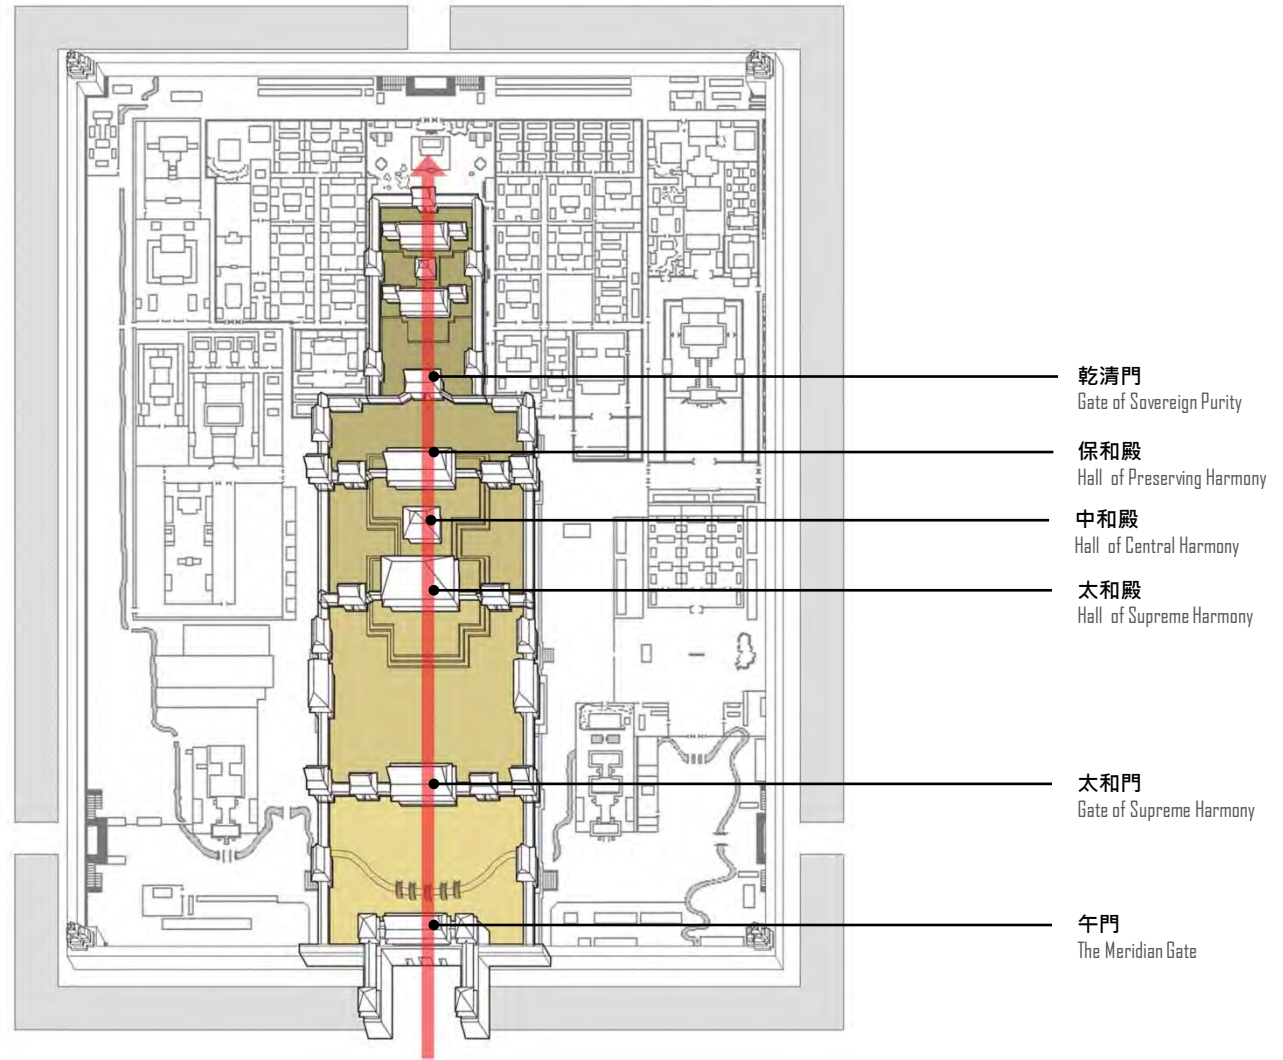 乾清門
Gate of Sovereign Purity
保和殿
Hall of Preserving Harmony
中和殿
Hall of Central Harmony
太和殿
Hall of Supreme Harmony
太和門
Gate of Supreme Harmony
午門
The Meridian Gate